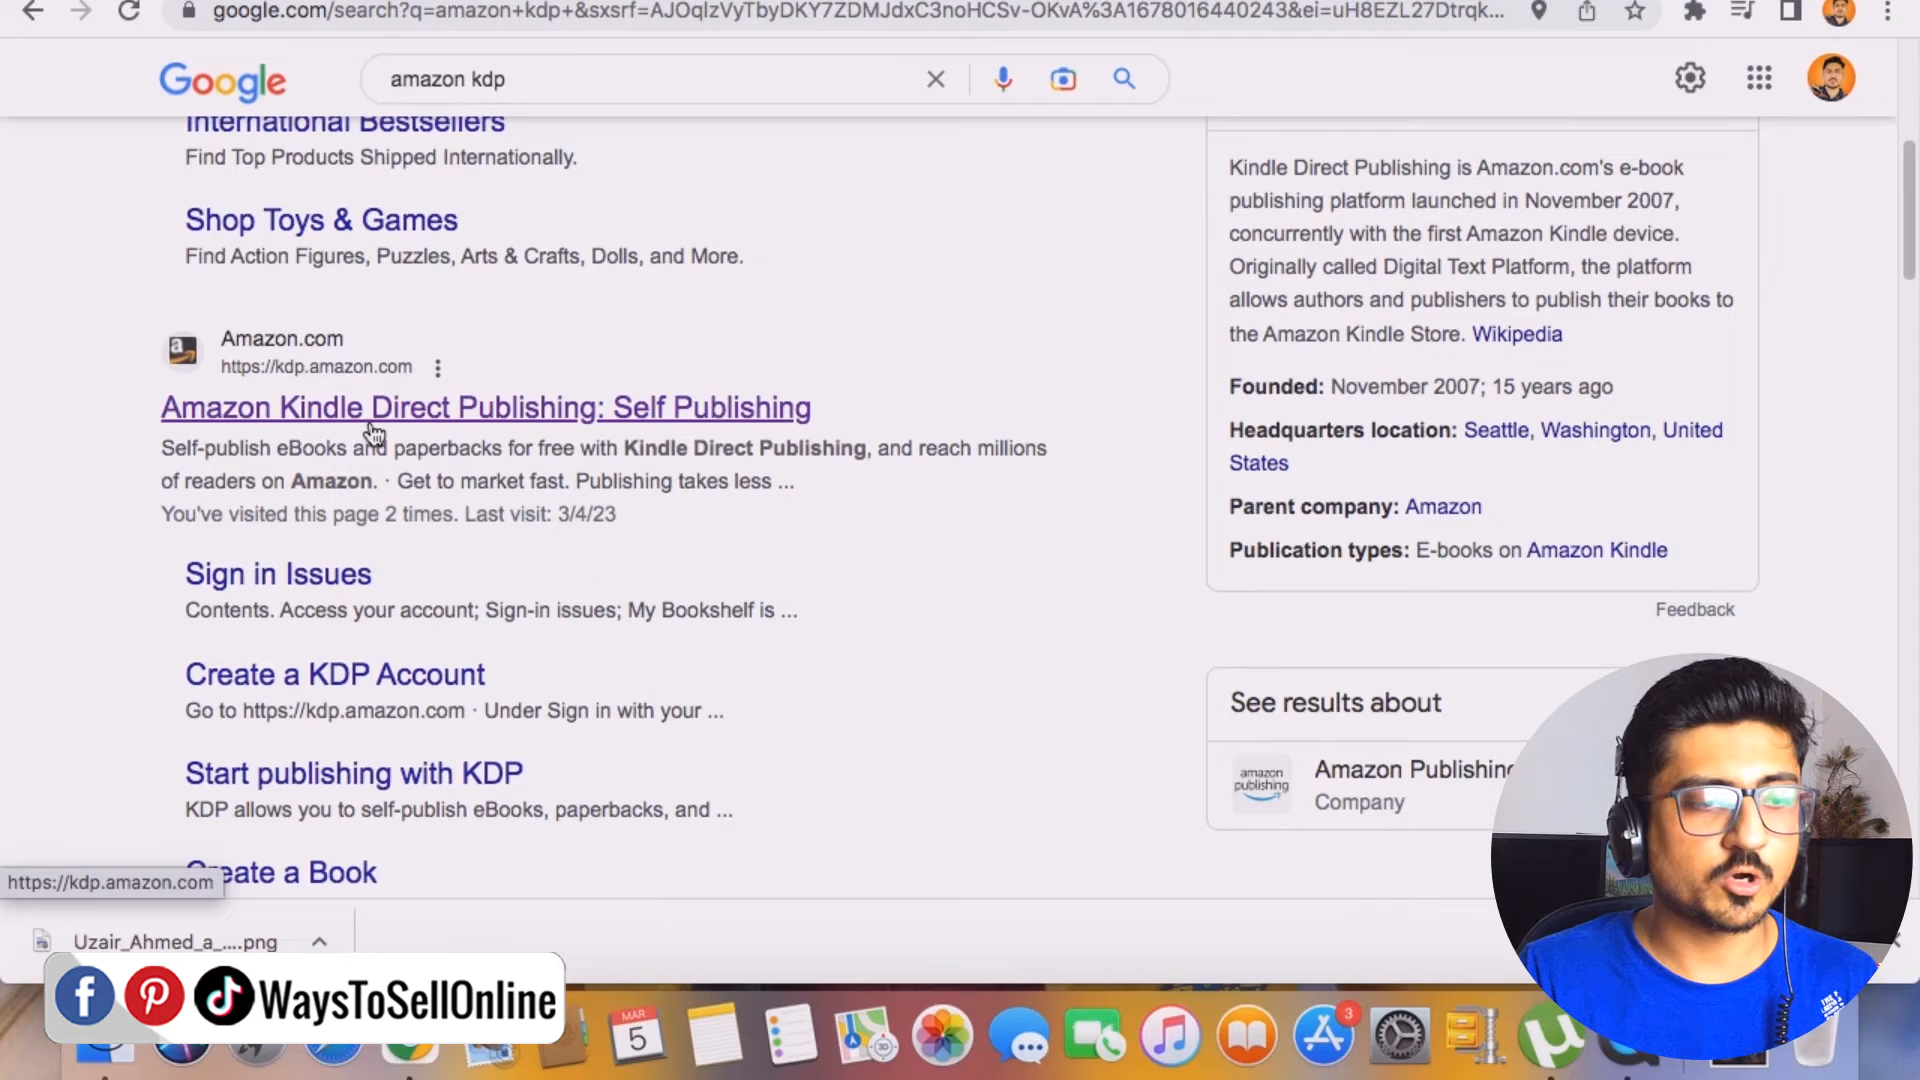 google.com/search?q=amazon+kdp+&sxsrf=AJOqlzVyTbyDKY7ZDMJdxC3noHCSv-OKvA%3A1678016440243&ei=uH8EZL27Dtrqk...
Google
amazon kdp
International Bestsellers
Find Top Products Shipped Internationally.
Shop Toys & Games
Find Action Figures, Puzzles, Arts & Crafts, Dolls, and More.
Amazon.com
https://kdp.amazon.com
Amazon Kindle Direct Publishing: Self Publishing
Self-publish eBooks and paperbacks for free with Kindle Direct Publishing, and reach millions
of readers on Amazon. · Get to market fast. Publishing takes less ...
You've visited this page 2 times. Last visit: 3/4/23
Sign in Issues
Contents. Access your account; Sign-in issues; My Bookshelf is ...
Create a KDP Account
Go to https://kdp.amazon.com · Under Sign in with your ...
Start publishing with KDP
KDP allows you to self-publish eBooks, paperbacks, and ...
Create a Book
https://kdp.amazon.com
Kindle Direct Publishing is Amazon.com's e-book
publishing platform launched in November 2007,
concurrently with the first Amazon Kindle device.
Originally called Digital Text Platform, the platform
allows authors and publishers to publish their books to
the Amazon Kindle Store. Wikipedia
Founded: November 2007; 15 years ago
Headquarters location: Seattle, Washington, United
States
Parent company: Amazon
Publication types: E-books on Amazon Kindle
Feedback
See results about
amazon
publishing
Amazon Publishing
Company
Uzair_Ahmed_a_....png
WaysToSellOnline
MAR
5
3D
3